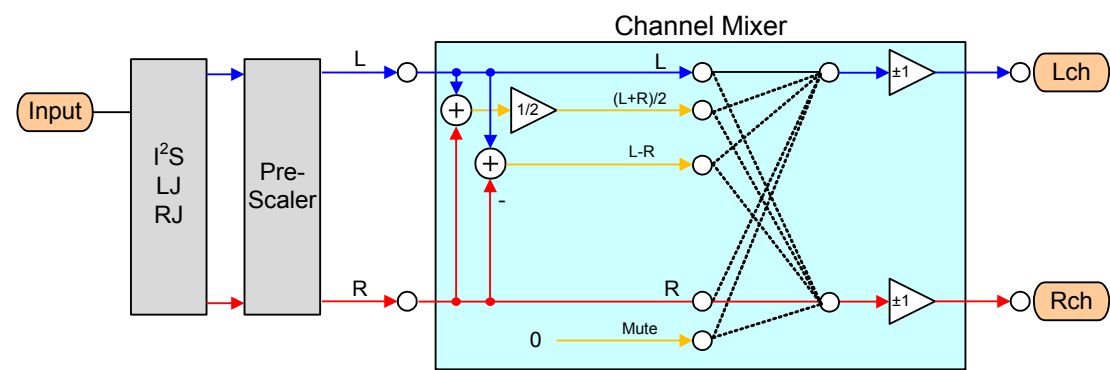 Channel Mixer
Input
I²S
LJ
RJ
Pre-
Scaler
L
R
L
1/2
(L+R)/2
+
+
L-R
-
R
0
Mute
±1
±1
Lch
Rch